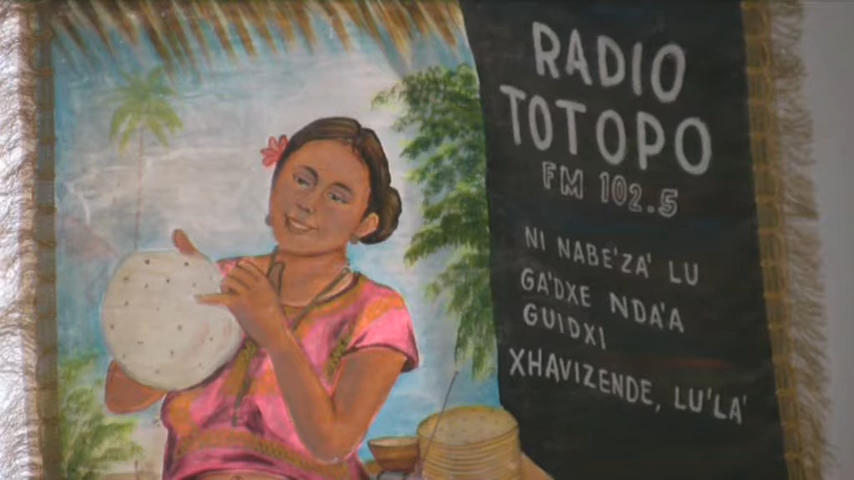 RADIO
TOTOPO
FM 102.5
NI NABE'ZA' LU
GA'DXE NDA'A
GUIDXI
XHAVIZENDE, LU'LA'